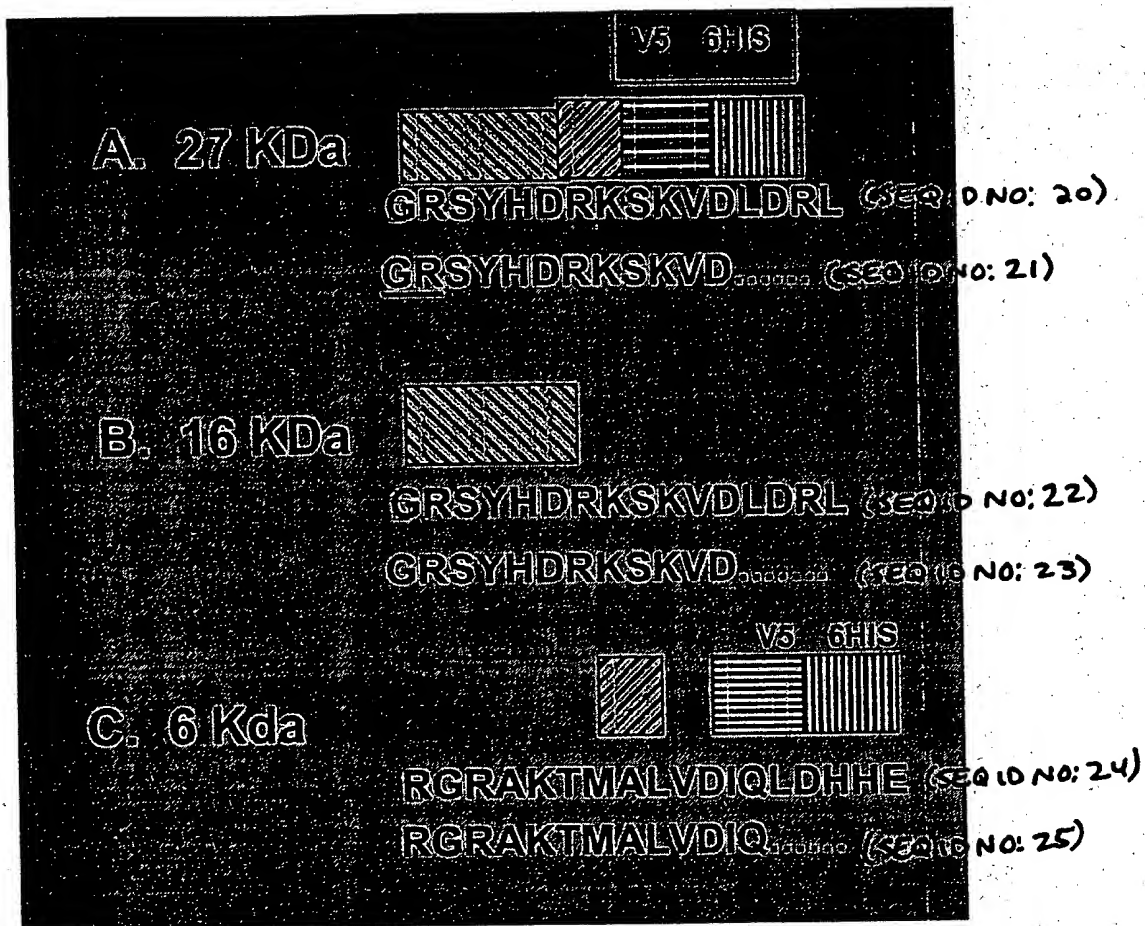 V5 6HIS
A. 27 KDa
GRSYHDRKSKVDLDRL (SEQ ID NO: 20)
GRSYHDRKSKVD...... (SEQ ID NO: 21)
B. 16 KDa
GRSYHDRKSKVDLDRL (SEQ ID NO: 22)
GRSYHDRKSKVD....... (SEQ ID NO: 23)
V5 6HIS
C. 6 Kda
RGRAKTMALVDIQLDHHE (SEQ ID NO: 24)
RGRAKTMALVDIQ...... (SEQ ID NO: 25)